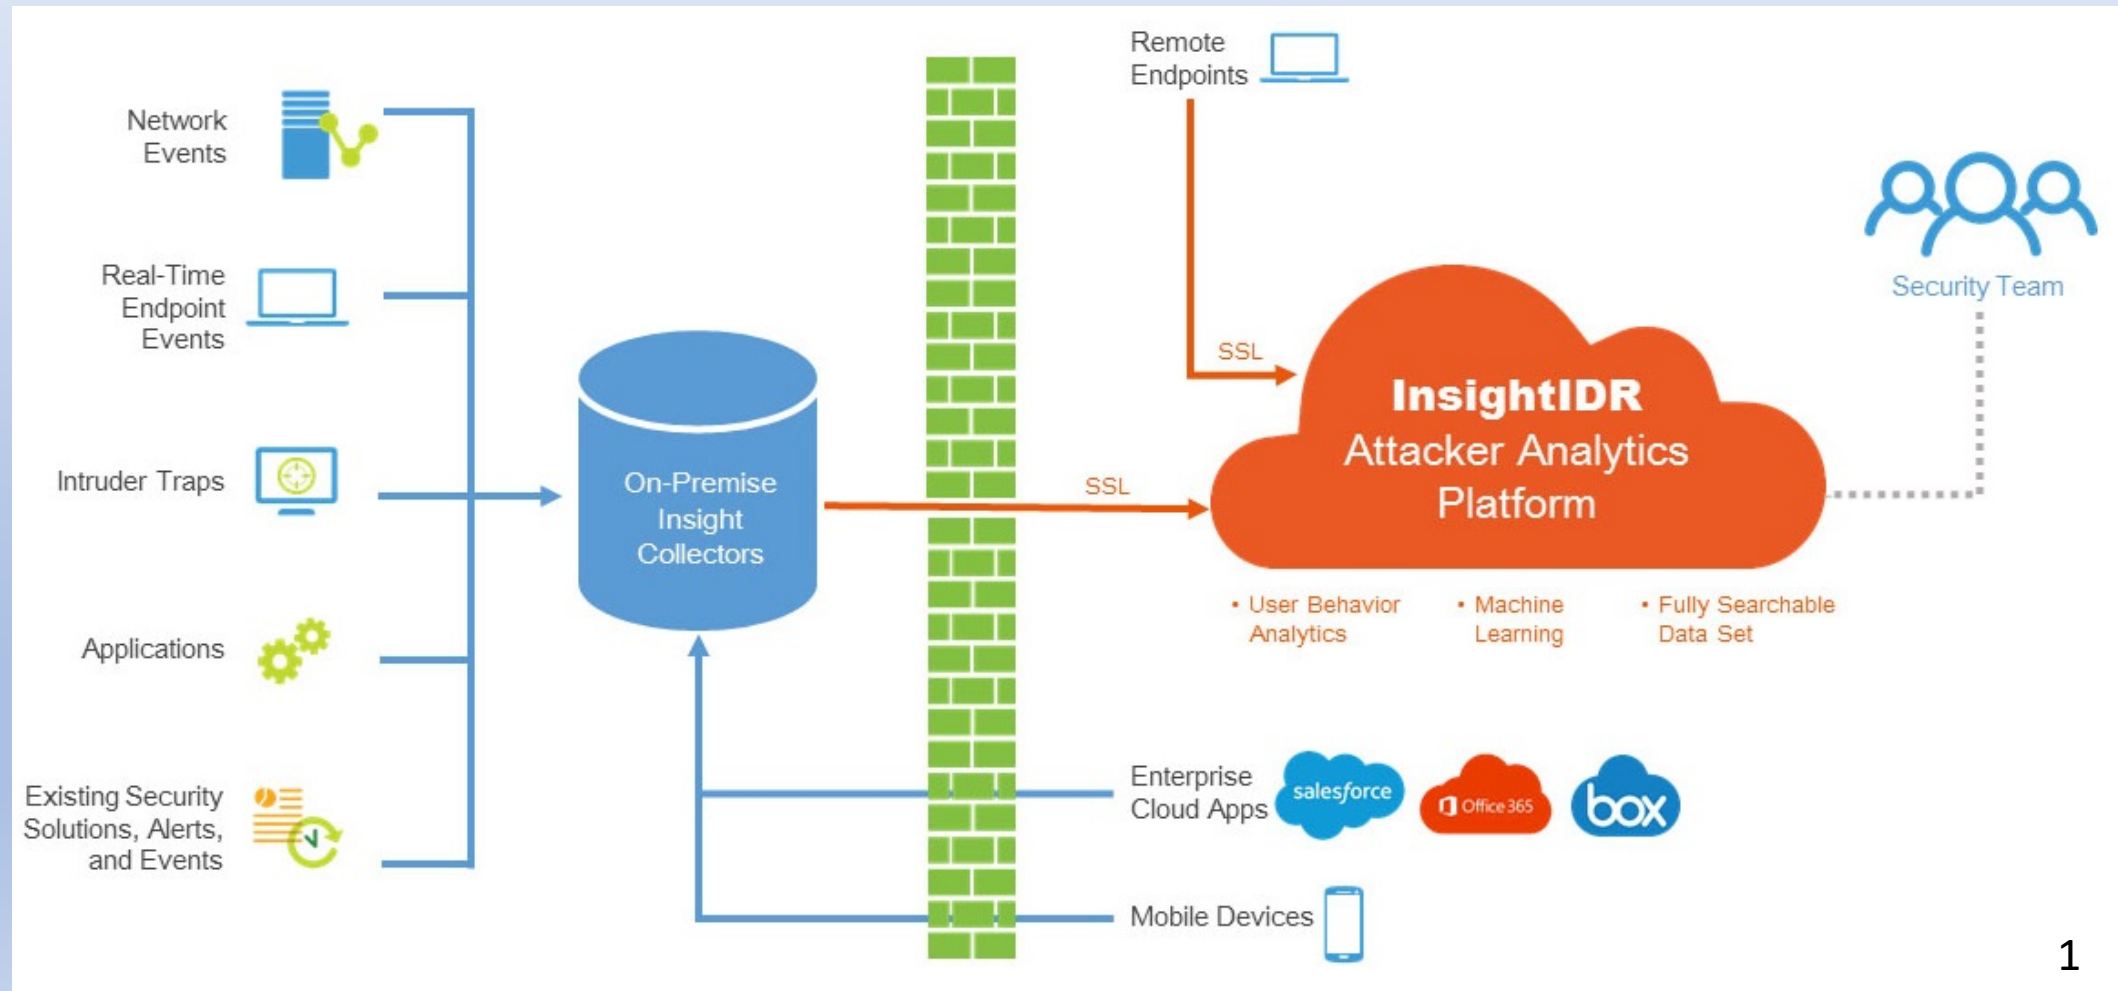 Network
Events
Real-Time
Endpoint
Events
Intruder Traps
Applications
Existing Security
Solutions, Alerts,
and Events
On-Premise
Insight
Collectors
SSL
Remote
Endpoints
SSL
InsightIDR
Attacker Analytics
Platform
• User Behavior
Analytics
• Machine
Learning
• Fully Searchable
Data Set
Security Team
Enterprise
Cloud Apps
salesforce
Office 365
box
Mobile Devices
1